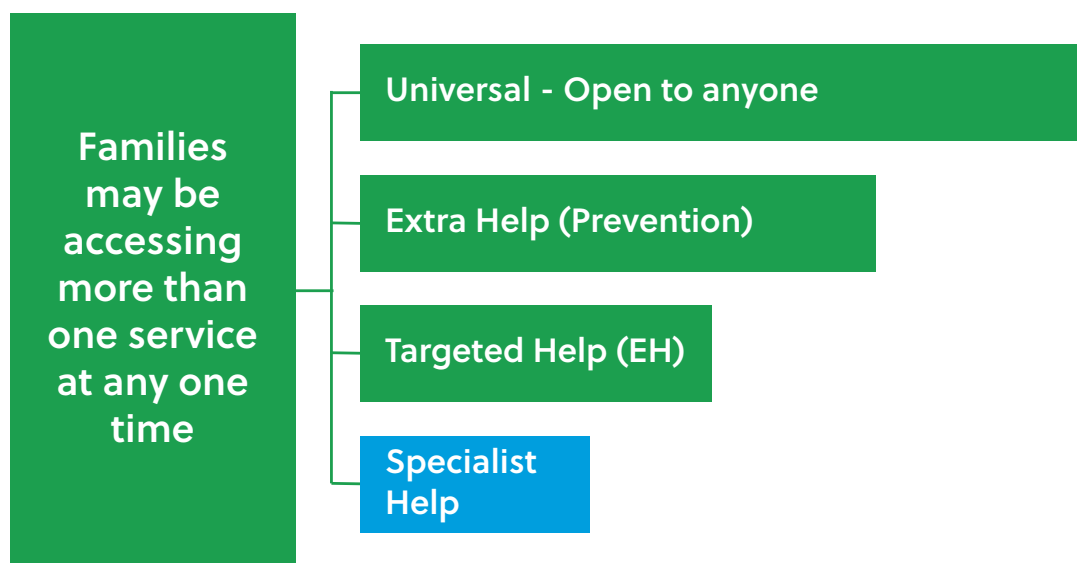 Families
may be
accessing
more than
one service
at any one
time
Universal - Open to anyone
Extra Help (Prevention)
Targeted Help (EH)
Specialist
Help